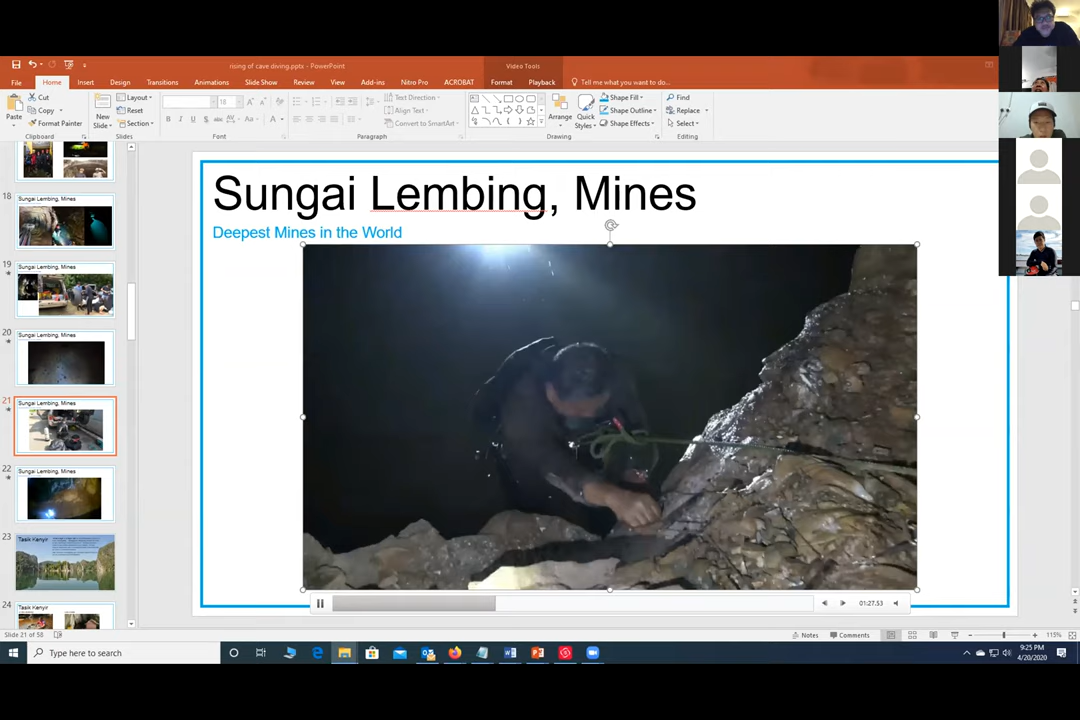 rising of cave diving.pptx - PowerPoint
Video Tools
File Home Insert Design Transitions Animations Slide Show Review View Add-ins Nitro Pro ACROBAT Format Playback Tell me what you want to do...
Paste
Cut
Copy
Format Painter
Clipboard
New Slide
Layout
Reset
Section
Slides
18
B I U S abc AV Aa A
Font
Text Direction
Align Text
Convert to SmartArt
Paragraph
Arrange
Quick Styles
Shape Fill
Shape Outline
Shape Effects
Drawing
Find
Replace
Select
Editing
18
Sungai Lembing, Mines
19
Sungai Lembing, Mines
20
Sungai Lembing, Mines
21
Sungai Lembing, Mines
22
Sungai Lembing, Mines
23
Tasik Kenyir
24
Tasik Kenyir
Sungai Lembing, Mines
Deepest Mines in the World
01:27.53
Slide 21 of 58
Notes
Comments
115%
Type here to search
9:25 PM
4/20/2020